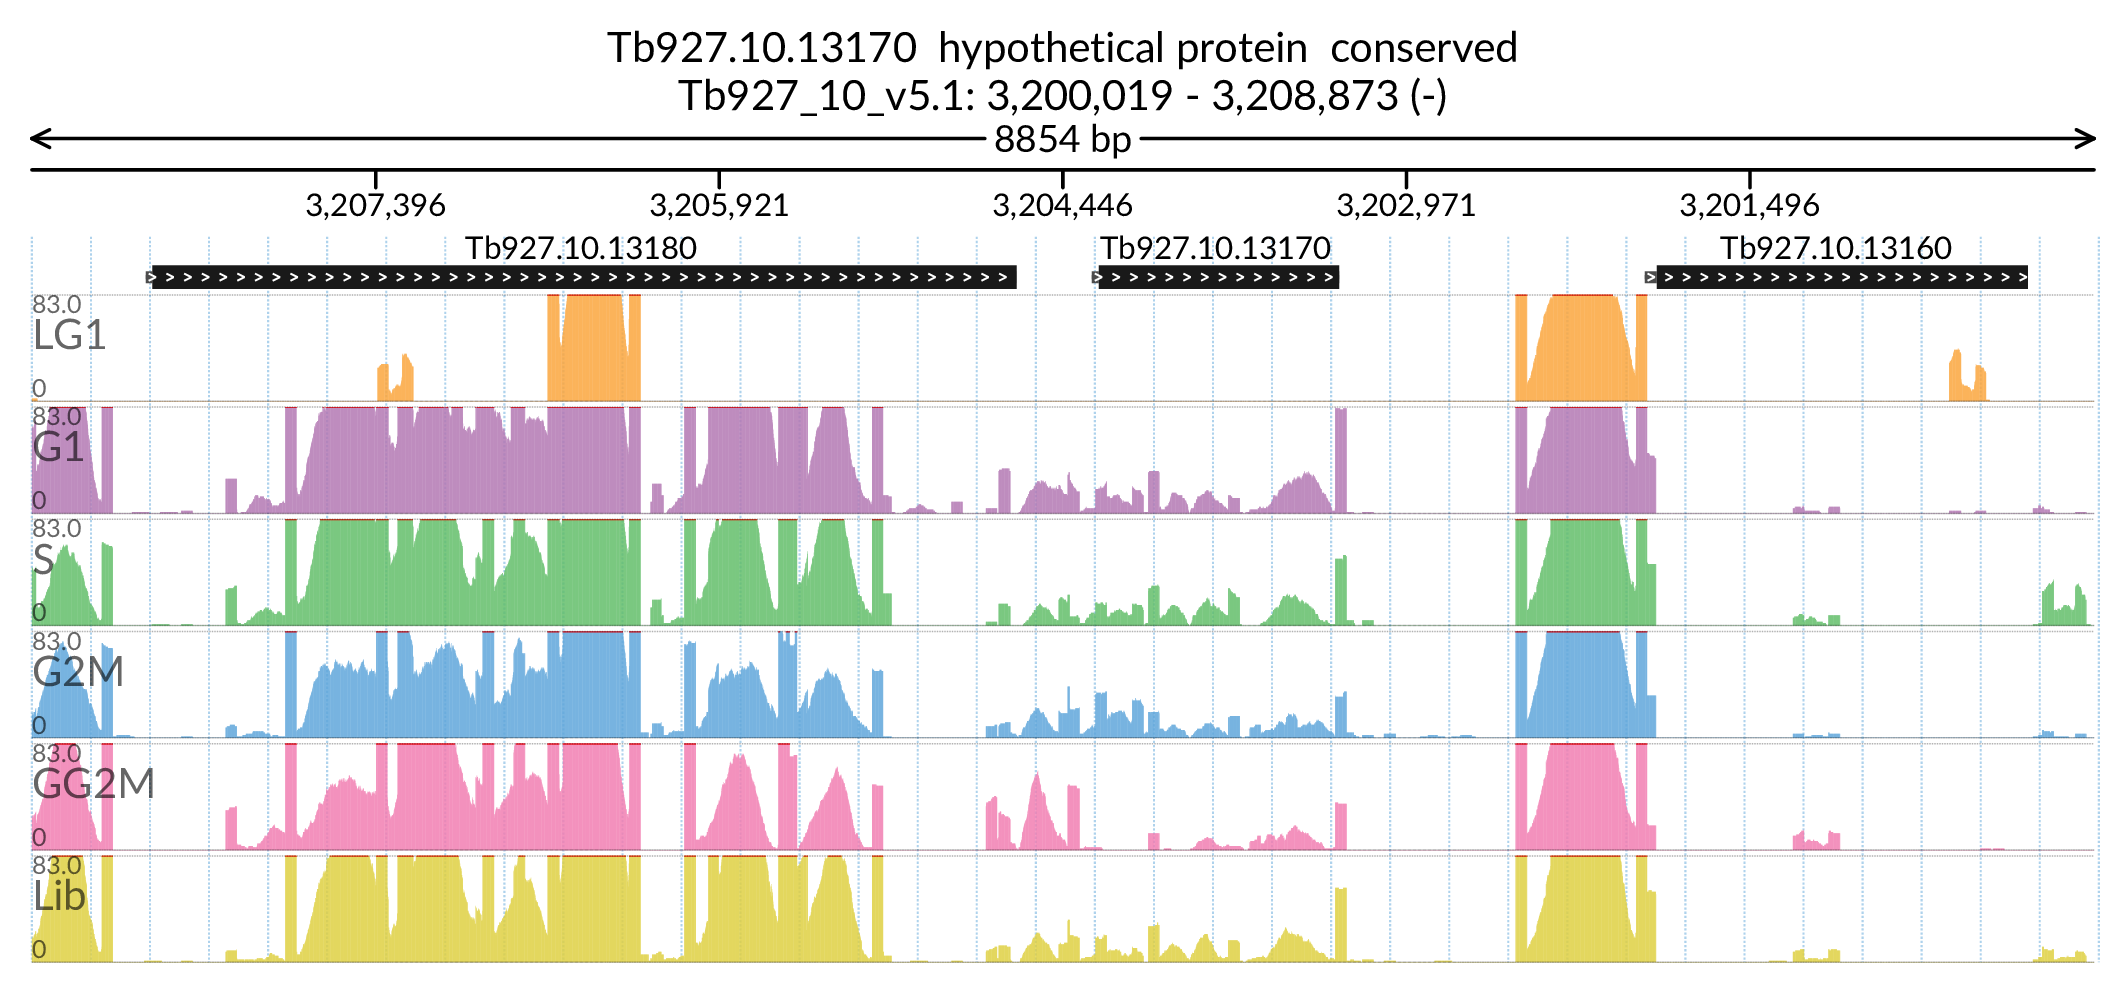 Tb927.10.13170  hypothetical protein  conserved
Tb927_10_v5.1: 3,200,019 - 3,208,873 (-)
8854 bp
3,207,396 3,205,921 3,204,446 3,202,971 3,201,496
Tb927.10.13180 Tb927.10.13170 Tb927.10.13160
83.0
LG1
0
83.0
G1
0
83.0
S
0
83.0
G2M
0
83.0
GG2M
0
83.0
Lib
0